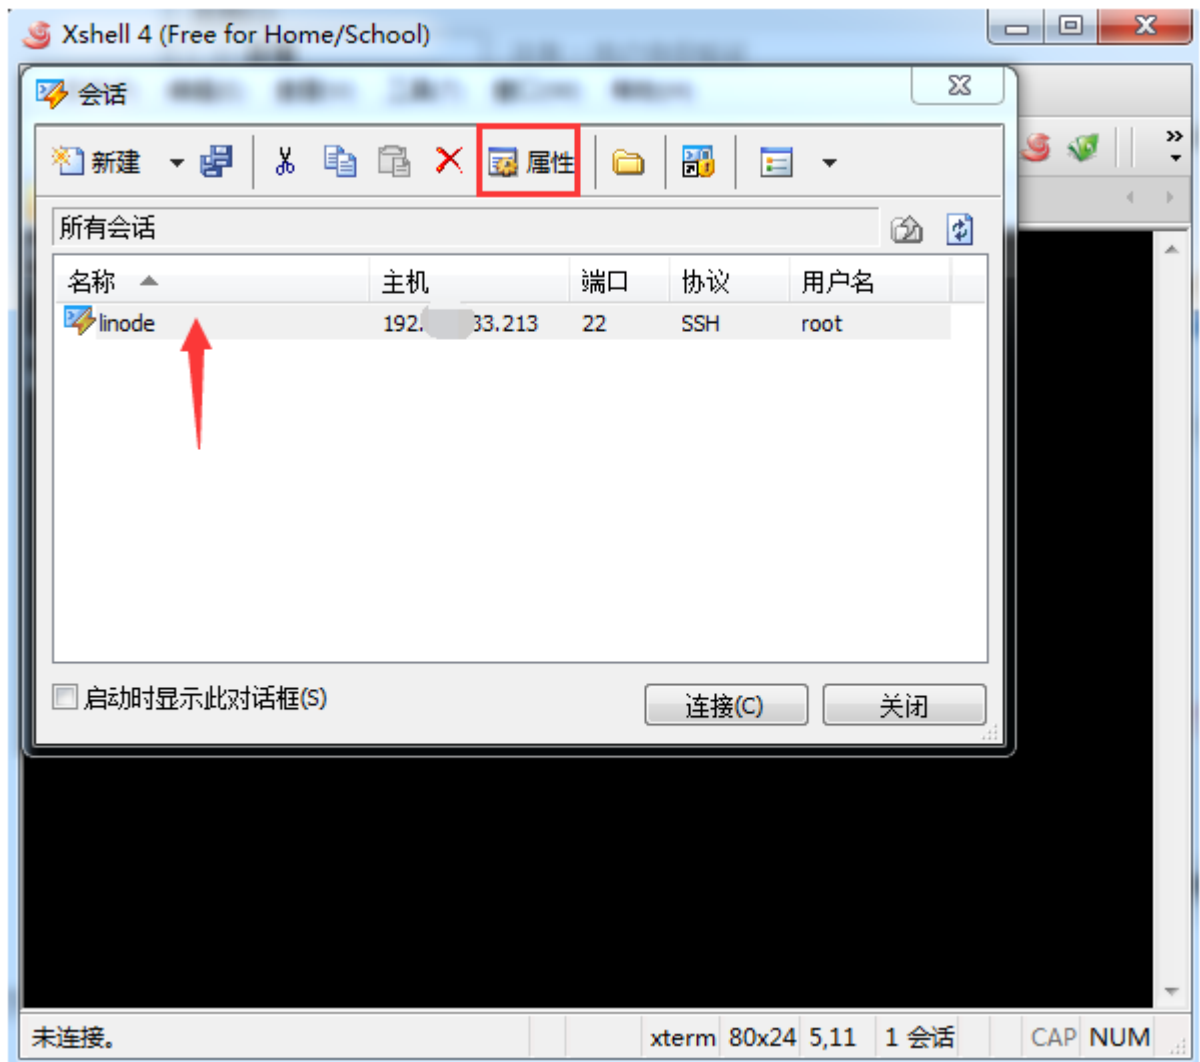 Xshell 4 (Free for Home/School)
会话
新建
属性
所有会话
名称 主机 端口 协议 用户名
linode 192. 33.213 22 SSH root
启动时显示此对话框(S)
连接(C) 关闭
未连接。 xterm 80x24 5,11 1 会话 CAP NUM